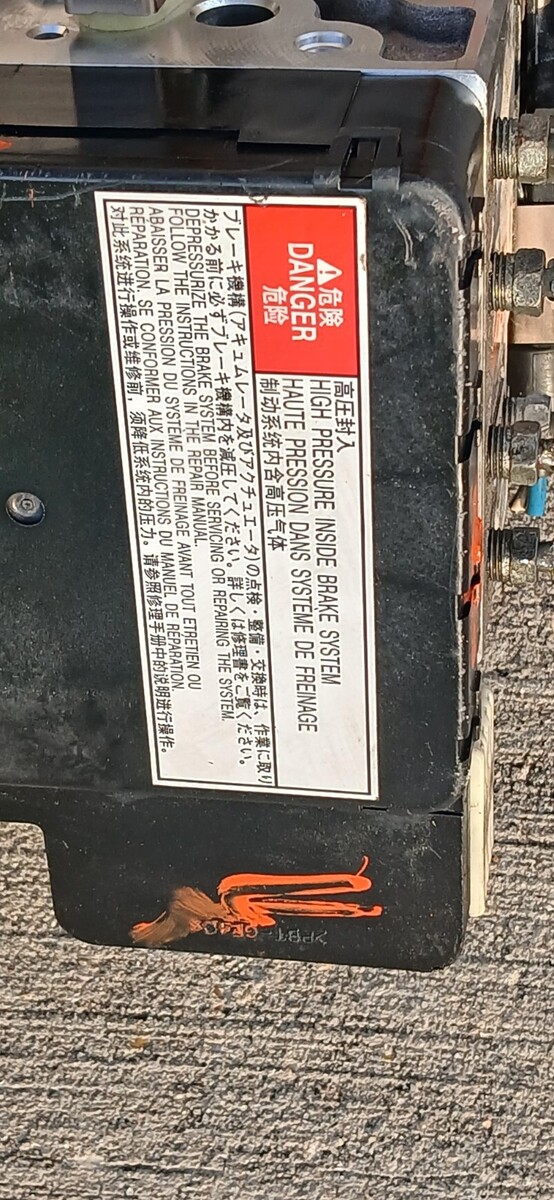 ⚠危険
DANGER
危险
高圧封入
HIGH PRESSURE INSIDE BRAKE SYSTEM
HAUTE PRESSION DANS SYSTEME DE FREINAGE
制动系统内含高压气体
ブレーキ機構(アキュムレータ及びアクチュエータ)の点検・整備・交換時は、作業に取り
かかる前に必ずブレーキ機構内を減圧してください。詳しくは修理書をご覧ください。
DEPRESSURIZE THE BRAKE SYSTEM BEFORE SERVICING OR REPAIRING THE SYSTEM.
FOLLOW THE INSTRUCTIONS IN THE REPAIR MANUAL.
ABAISSER LA PRESSION DU SYSTEME DE FREINAGE AVANT TOUT ETRETIEN OU
REPARATION. SE CONFORMER AUX INSTRUCTIONS DU MANUEL DE REPARATION.
对此系统进行操作或维修前，须降低系统内的压力。请参照修理手册中的说明进行操作。